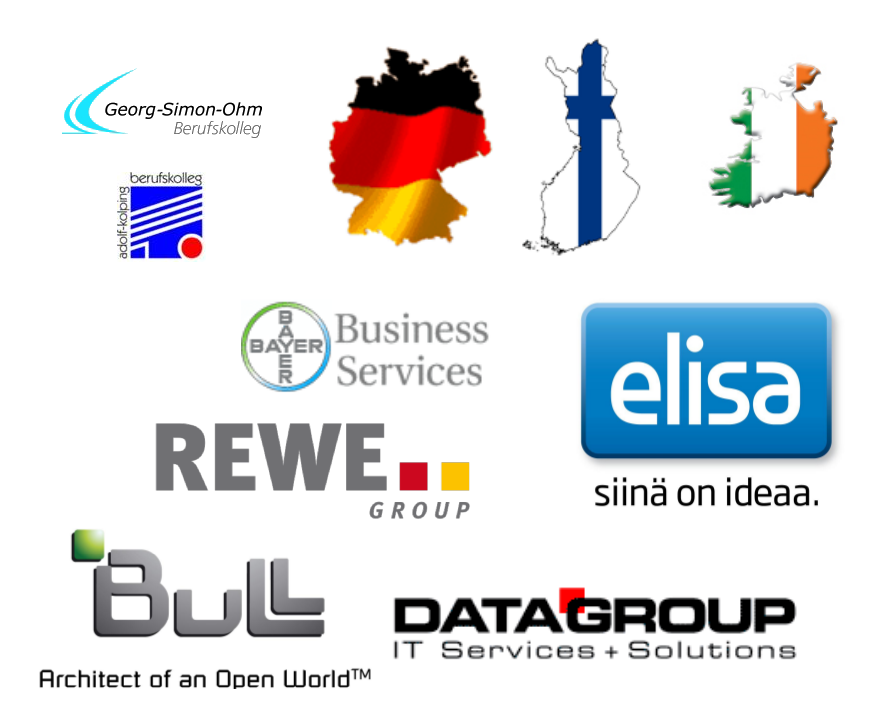 Georg-Simon-Ohm
Berufskolleg
berufskolleg
adolf-kolping
BAYER
BAYER
Business
Services
elisa
siinä on ideaa.
REWE
GROUP
Bull
Architect of an Open World™
DATAGROUP
IT Services + Solutions